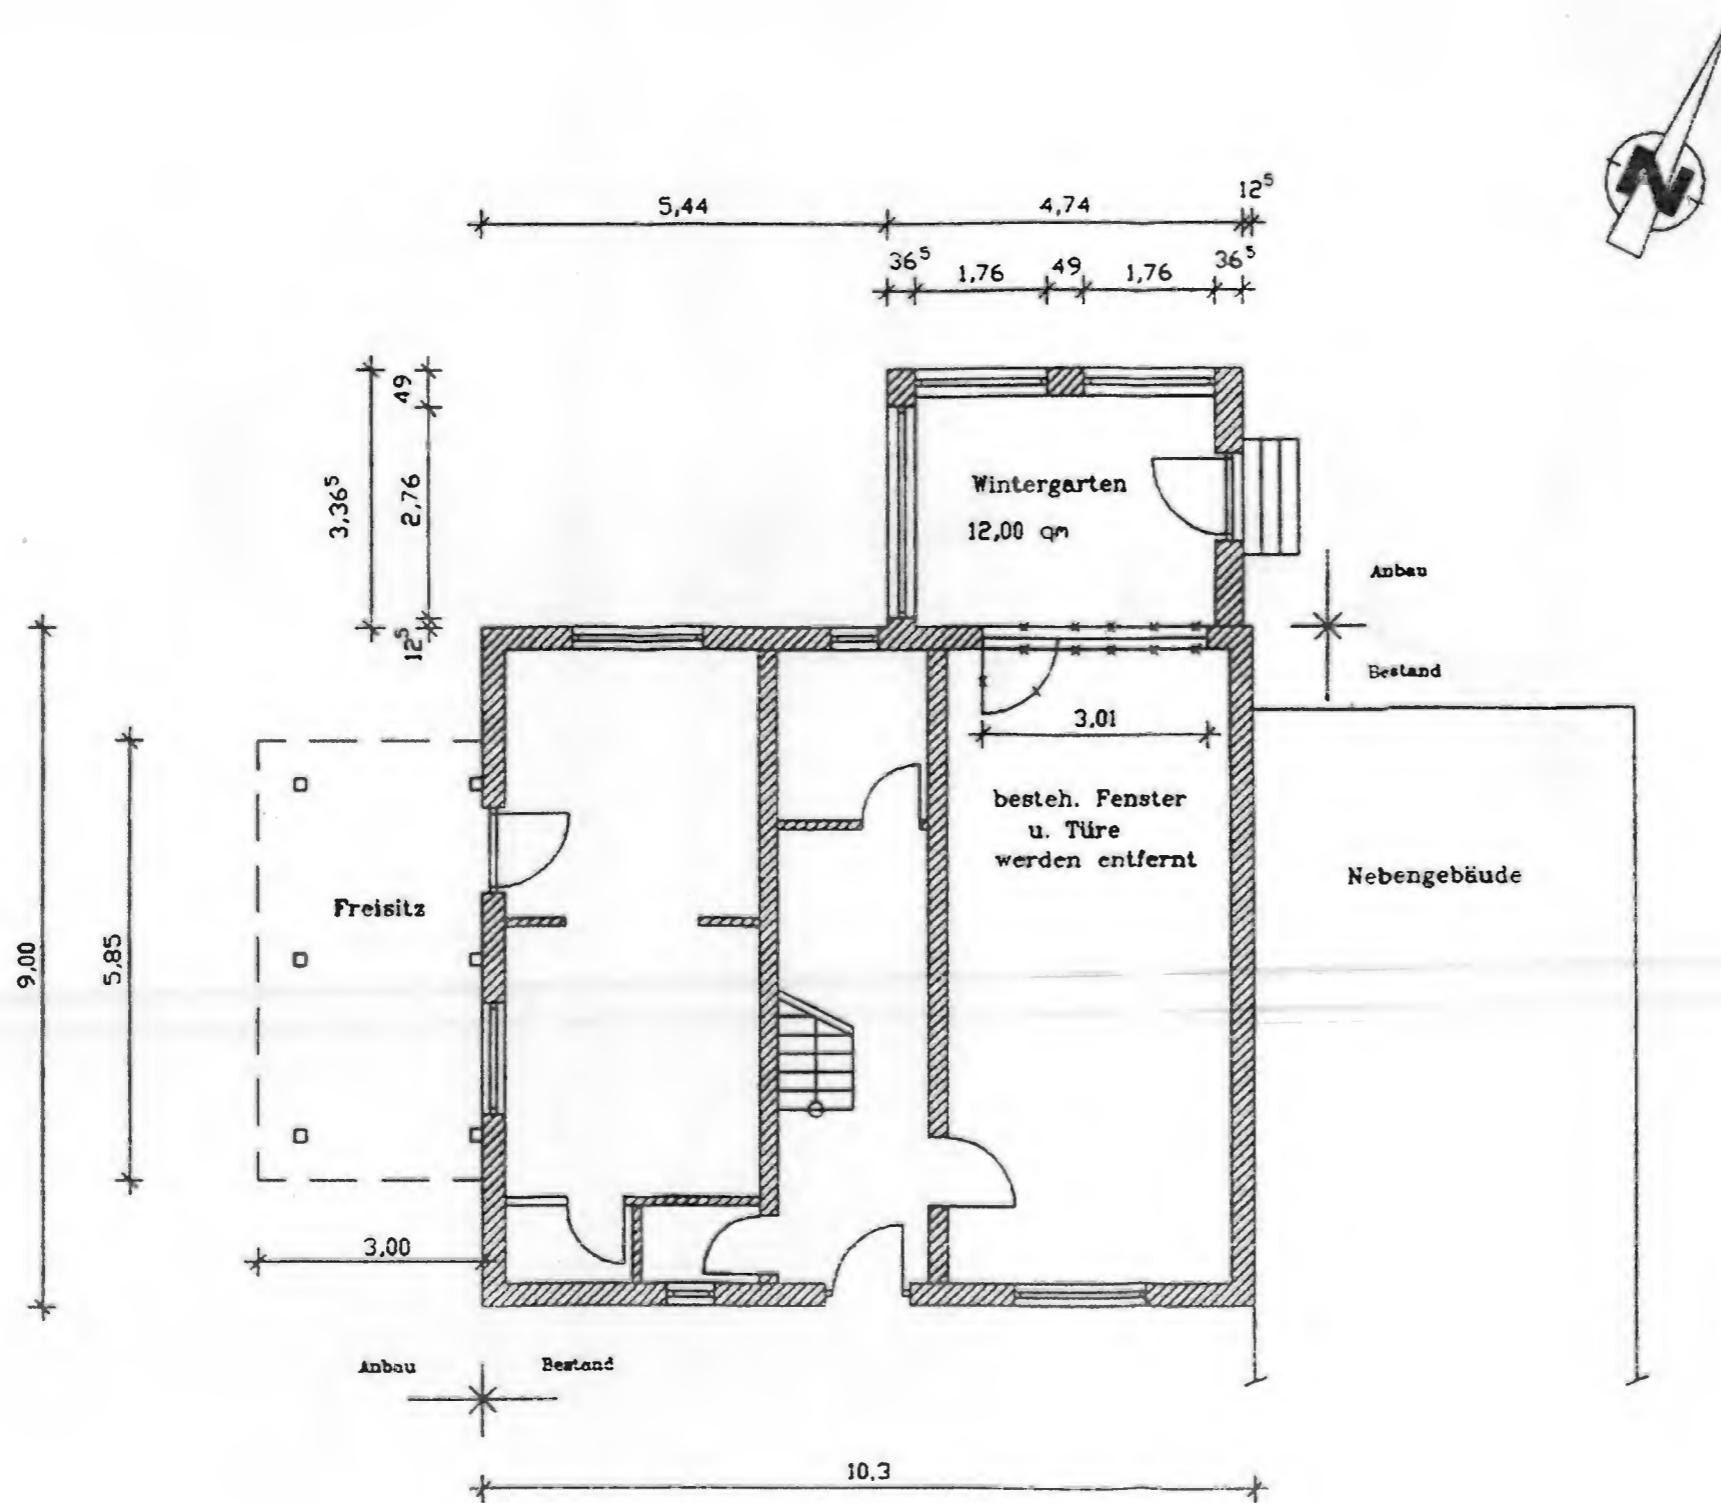 12⁵
5,44
4,74
36⁵
1,76
49
1,76
36⁵
N
49
2,76
3,36⁵
12⁵
Wintergarten
12,00 qm
Anbau
Bestand
3,01
besteh. Fenster
u. Türe
werden entfernt
Nebengebäude
Freisitz
9,00
5,85
3,00
Anbau
Bestand
10,3